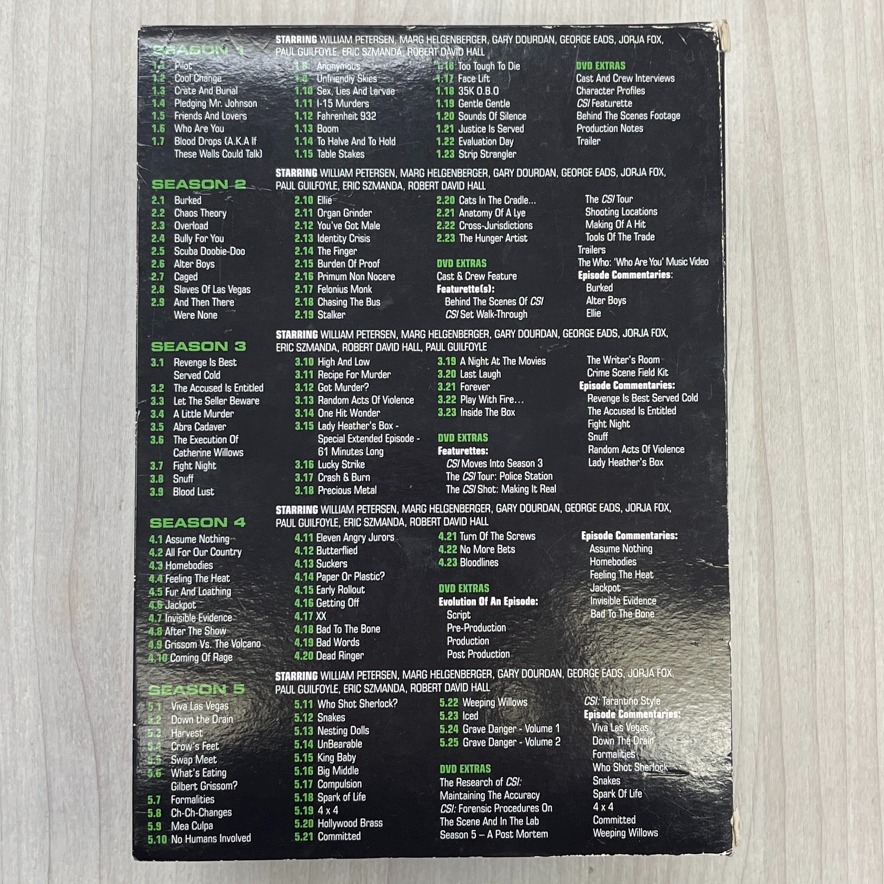 SEASON 1
STARRING WILLIAM PETERSEN, MARG HELGENBERGER, GARY DOURDAN, GEORGE EADS, JORJA FOX,
PAUL GUILFOYLE, ERIC SZMANDA, ROBERT DAVID HALL
1.1 Pilot
1.2 Cool Change
1.3 Crate And Burial
1.4 Pledging Mr. Johnson
1.5 Friends And Lovers
1.6 Who Are You
1.7 Blood Drops (A.K.A If
These Walls Could Talk)
1.8 Anonymous
1.9 Unfriendly Skies
1.10 Sex, Lies And Larvae
1.11 I-15 Murders
1.12 Fahrenheit 932
1.13 Boom
1.14 To Halve And To Hold
1.15 Table Stakes
1.16 Too Tough To Die
1.17 Face Lift
1.18 35K O.B.O
1.19 Gentle Gentle
1.20 Sounds Of Silence
1.21 Justice Is Served
1.22 Evaluation Day
1.23 Strip Strangler
DVD EXTRAS
Cast And Crew Interviews
Character Profiles
CSI Featurette
Behind The Scenes Footage
Production Notes
Trailer
SEASON 2
STARRING WILLIAM PETERSEN, MARG HELGENBERGER, GARY DOURDAN, GEORGE EADS, JORJA FOX,
PAUL GUILFOYLE, ERIC SZMANDA, ROBERT DAVID HALL
2.1 Burked
2.2 Chaos Theory
2.3 Overload
2.4 Bully For You
2.5 Scuba Doobie-Doo
2.6 Alter Boys
2.7 Caged
2.8 Slaves Of Las Vegas
2.9 And Then There
Were None
2.10 Ellie
2.11 Organ Grinder
2.12 You've Got Male
2.13 Identity Crisis
2.14 The Finger
2.15 Burden Of Proof
2.16 Primum Non Nocere
2.17 Felonius Monk
2.18 Chasing The Bus
2.19 Stalker
2.20 Cats In The Cradle...
2.21 Anatomy Of A Lye
2.22 Cross-Jurisdictions
2.23 The Hunger Artist
DVD EXTRAS
Cast & Crew Feature
Featurette(s):
Behind The Scenes Of CSI
CSI Set Walk-Through
The CSI Tour
Shooting Locations
Making Of A Hit
Tools Of The Trade
Trailers
The Who: 'Who Are You' Music Video
Episode Commentaries:
Burked
Alter Boys
Ellie
SEASON 3
STARRING WILLIAM PETERSEN, MARG HELGENBERGER, GARY DOURDAN, GEORGE EADS, JORJA FOX,
ERIC SZMANDA, ROBERT DAVID HALL, PAUL GUILFOYLE
3.1 Revenge Is Best
Served Cold
3.2 The Accused Is Entitled
3.3 Let The Seller Beware
3.4 A Little Murder
3.5 Abra Cadaver
3.6 The Execution Of
Catherine Willows
3.7 Fight Night
3.8 Snuff
3.9 Blood Lust
3.10 High And Low
3.11 Recipe For Murder
3.12 Got Murder?
3.13 Random Acts Of Violence
3.14 One Hit Wonder
3.15 Lady Heather's Box -
Special Extended Episode -
61 Minutes Long
3.16 Lucky Strike
3.17 Crash & Burn
3.18 Precious Metal
3.19 A Night At The Movies
3.20 Last Laugh
3.21 Forever
3.22 Play With Fire...
3.23 Inside The Box
DVD EXTRAS
Featurettes:
CSI Moves Into Season 3
The CSI Tour: Police Station
The CSI Shot: Making It Real
The Writer's Room
Crime Scene Field Kit
Episode Commentaries:
Revenge Is Best Served Cold
The Accused Is Entitled
Fight Night
Snuff
Random Acts Of Violence
Lady Heather's Box
SEASON 4
STARRING WILLIAM PETERSEN, MARG HELGENBERGER, GARY DOURDAN, GEORGE EADS, JORJA FOX,
PAUL GUILFOYLE, ERIC SZMANDA, ROBERT DAVID HALL
4.1 Assume Nothing
4.2 All For Our Country
4.3 Homebodies
4.4 Feeling The Heat
4.5 Fur And Loathing
4.6 Jackpot
4.7 Invisible Evidence
4.8 After The Show
4.9 Grissom Vs. The Volcano
4.10 Coming Of Rage
4.11 Eleven Angry Jurors
4.12 Butterflied
4.13 Suckers
4.14 Paper Or Plastic?
4.15 Early Rollout
4.16 Getting Off
4.17 XX
4.18 Bad To The Bone
4.19 Bad Words
4.20 Dead Ringer
4.21 Turn Of The Screws
4.22 No More Bets
4.23 Bloodlines
DVD EXTRAS
Evolution Of An Episode:
Script
Pre-Production
Production
Post Production
Episode Commentaries:
Assume Nothing
Homebodies
Feeling The Heat
Jackpot
Invisible Evidence
Bad To The Bone
SEASON 5
STARRING WILLIAM PETERSEN, MARG HELGENBERGER, GARY DOURDAN, GEORGE EADS, JORJA FOX,
PAUL GUILFOYLE, ERIC SZMANDA, ROBERT DAVID HALL
5.1 Viva Las Vegas
5.2 Down the Drain
5.3 Harvest
5.4 Crow's Feet
5.5 Swap Meet
5.6 What's Eating
Gilbert Grissom?
5.7 Formalities
5.8 Ch-Ch-Changes
5.9 Mea Culpa
5.10 No Humans Involved
5.11 Who Shot Sherlock?
5.12 Snakes
5.13 Nesting Dolls
5.14 UnBearable
5.15 King Baby
5.16 Big Middle
5.17 Compulsion
5.18 Spark of Life
5.19 4 x 4
5.20 Hollywood Brass
5.21 Committed
5.22 Weeping Willows
5.23 Iced
5.24 Grave Danger - Volume 1
5.25 Grave Danger - Volume 2
DVD EXTRAS
The Research of CSI:
Maintaining The Accuracy
CSI: Forensic Procedures On
The Scene And In The Lab
Season 5 – A Post Mortem
CSI: Tarantino Style
Episode Commentaries:
Viva Las Vegas
Down The Drain
Formalities
Who Shot Sherlock
Snakes
Spark Of Life
4 x 4
Committed
Weeping Willows